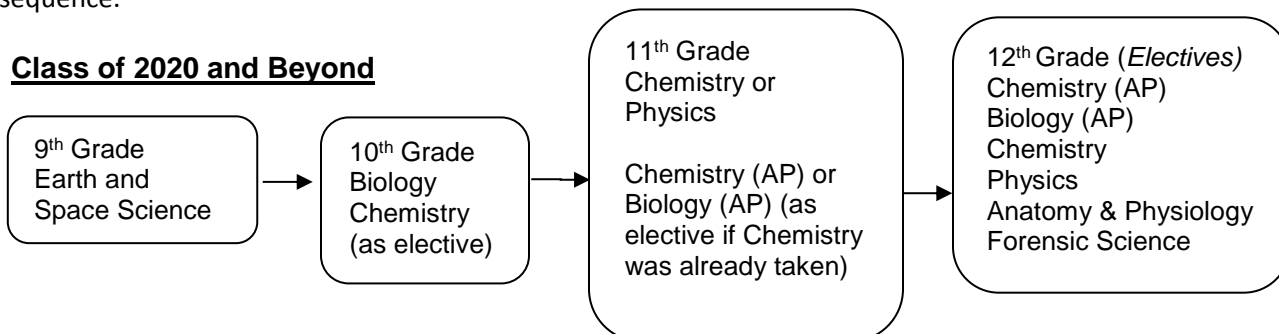 sequence.
Class of 2020 and Beyond
9th Grade
Earth and
Space Science
10th Grade
Biology
Chemistry
(as elective)
11th Grade
Chemistry or
Physics
Chemistry (AP) or
Biology (AP) (as
elective if Chemistry
was already taken)
12th Grade (Electives)
Chemistry (AP)
Biology (AP)
Chemistry
Physics
Anatomy & Physiology
Forensic Science